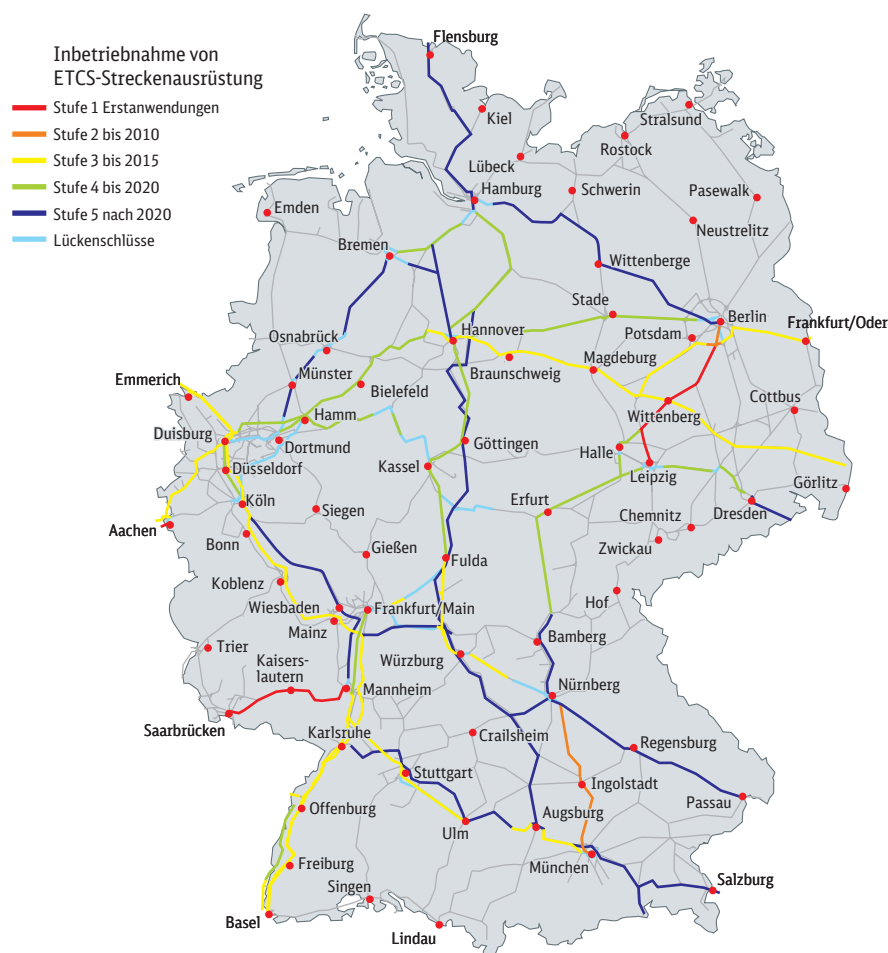 Inbetriebnahme von
ETCS-Streckenausrüstung
Stufe 1 Erstanwendungen
Stufe 2 bis 2010
Stufe 3 bis 2015
Stufe 4 bis 2020
Stufe 5 nach 2020
Lückenschlüsse
Flensburg
Kiel
Stralsund
Rostock
Lübeck
Hamburg
Schwerin
Pasewalk
Emden
Neustrelitz
Bremen
Wittenberge
Stade
Berlin
Hannover
Potsdam
Frankfurt/Oder
Osnabrück
Braunschweig
Magdeburg
Emmerich
Münster
Bielefeld
Cottbus
Hamm
Wittenberg
Duisburg
Dortmund
Göttingen
Halle
Düsseldorf
Kassel
Leipzig
Görlitz
Köln
Siegen
Erfurt
Dresden
Aachen
Chemnitz
Bonn
Gießen
Zwickau
Fulda
Koblenz
Hof
Wiesbaden
Frankfurt/Main
Mainz
Trier
Bamberg
Würzburg
Kaisers-
lautern
Mannheim
Nürnberg
Saarbrücken
Karlsruhe
Crailsheim
Regensburg
Stuttgart
Ingolstadt
Passau
Offenburg
Ulm
Augsburg
Freiburg
München
Singen
Salzburg
Basel
Lindau